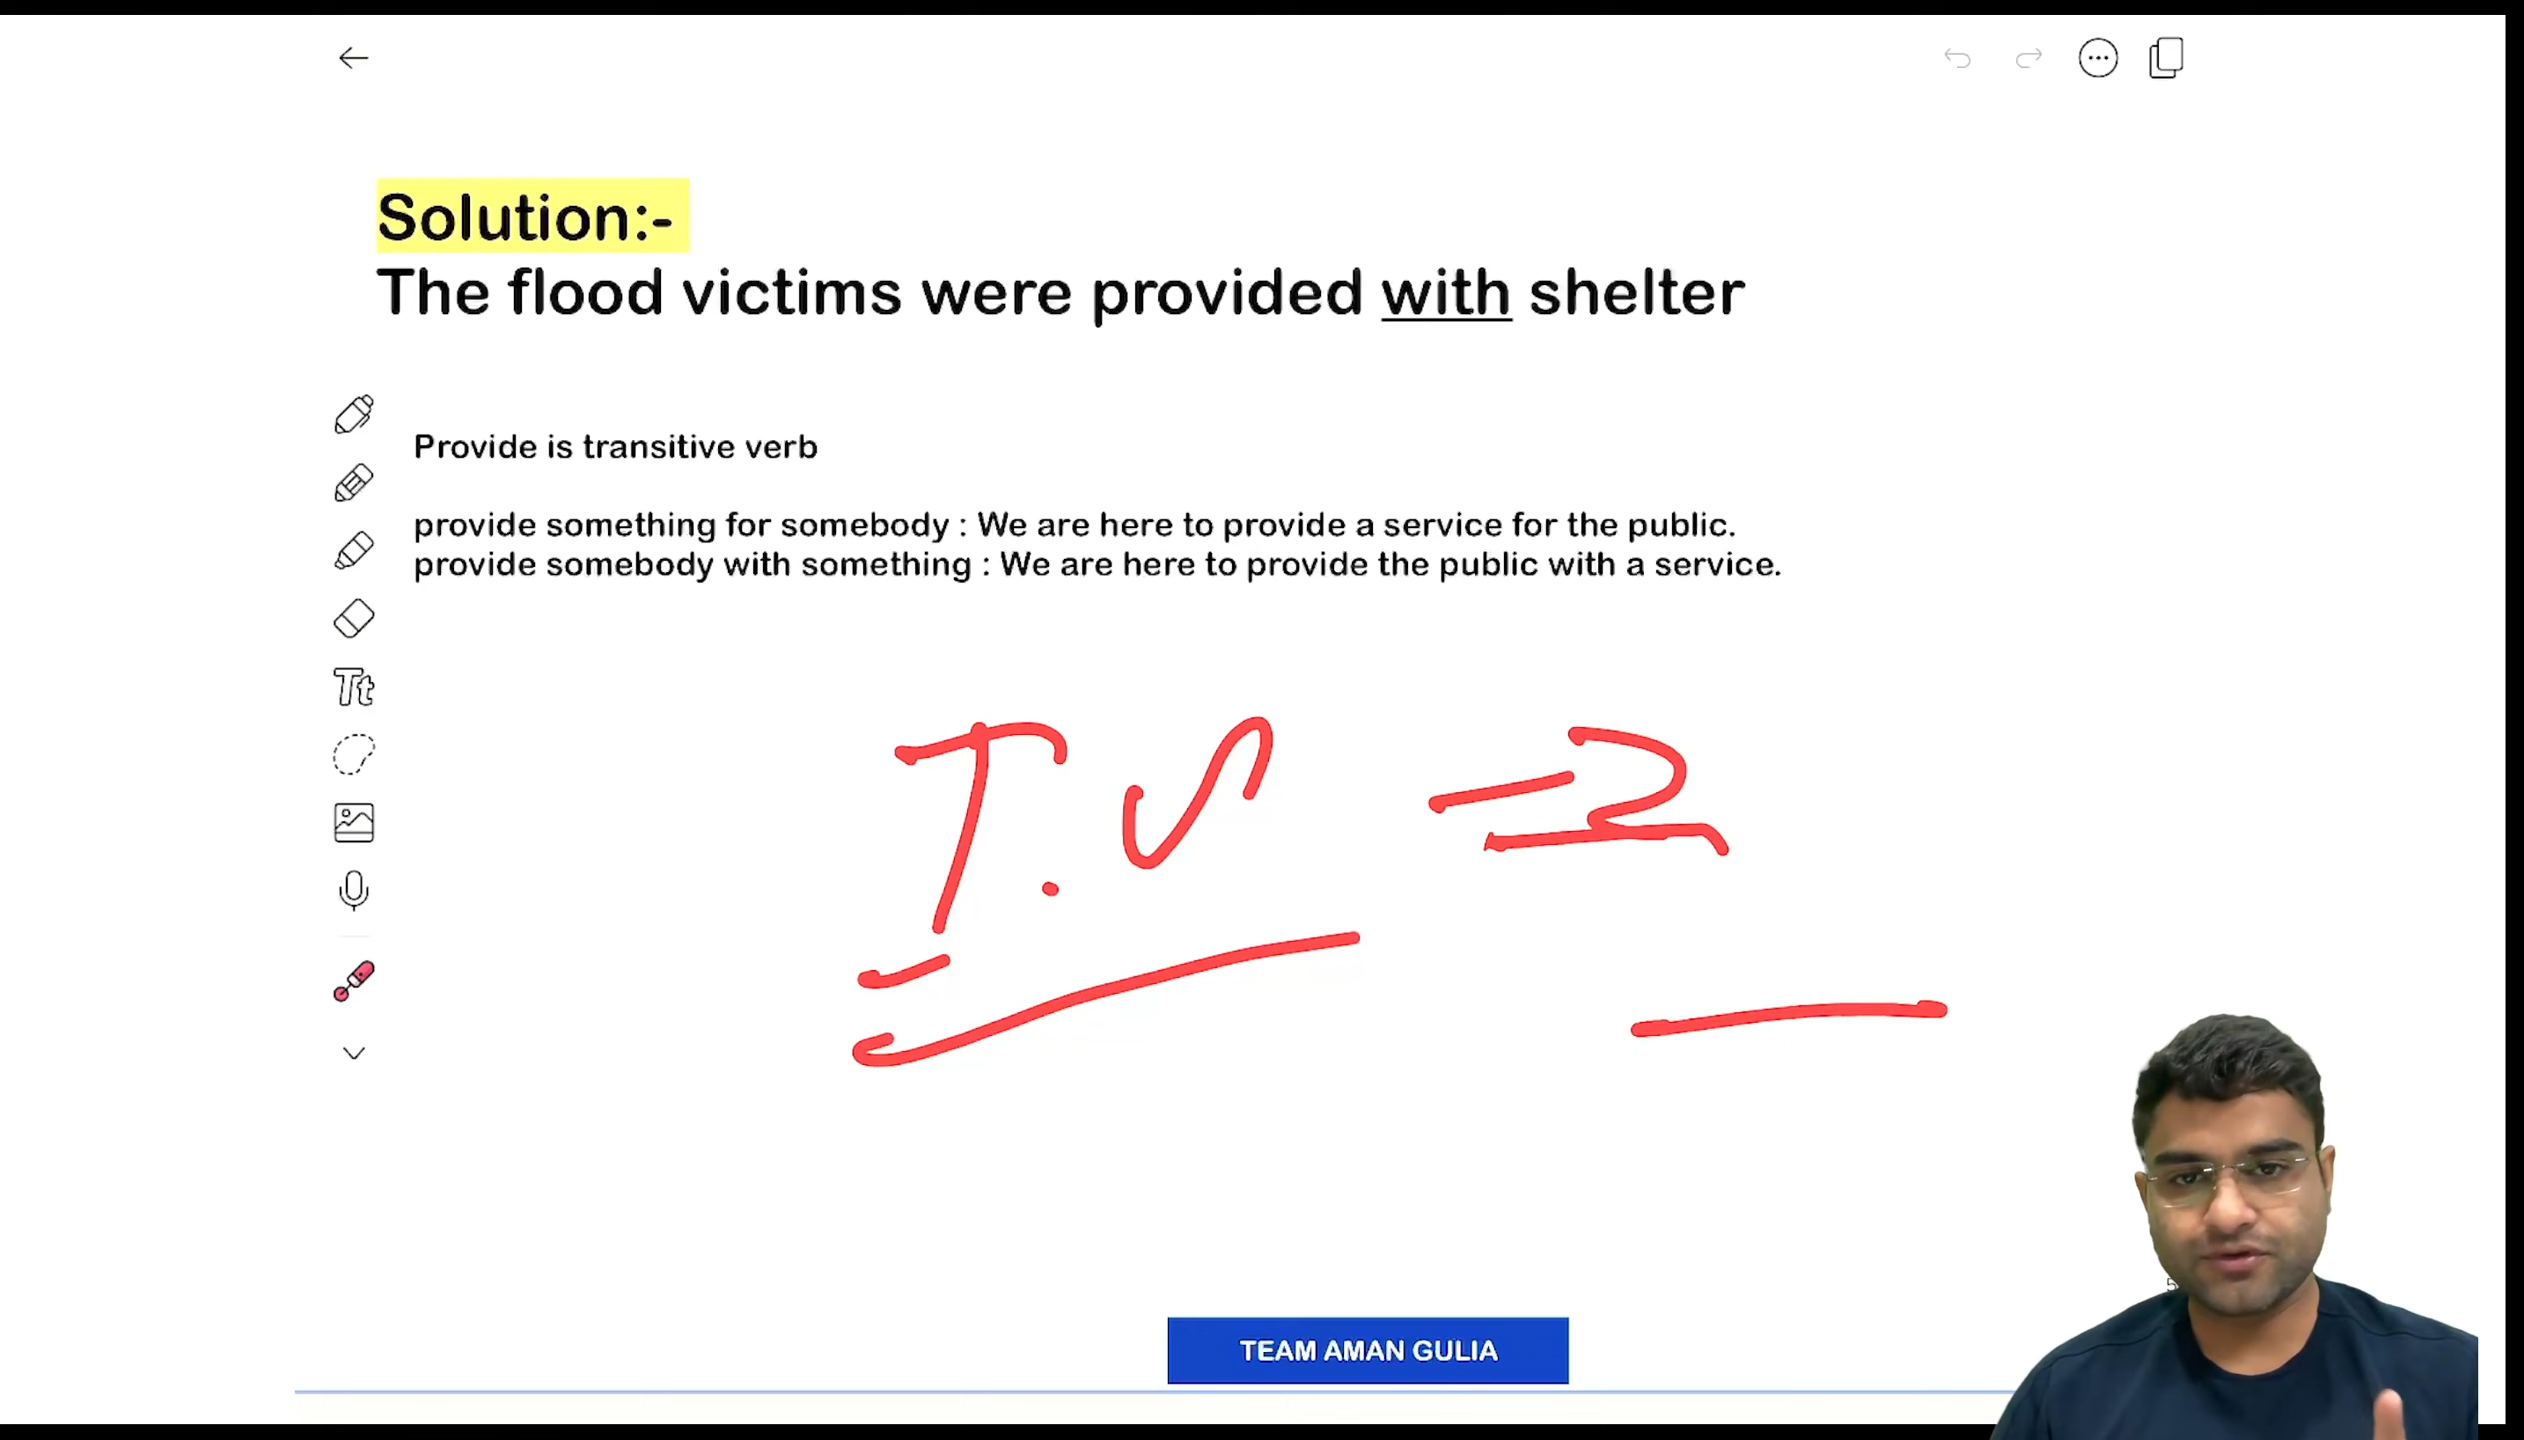 Solution:-
The flood victims were provided with shelter
Provide is transitive verb
provide something for somebody : We are here to provide a service for the public.
provide somebody with something : We are here to provide the public with a service.
Tt
T.V - 2
TEAM AMAN GULIA